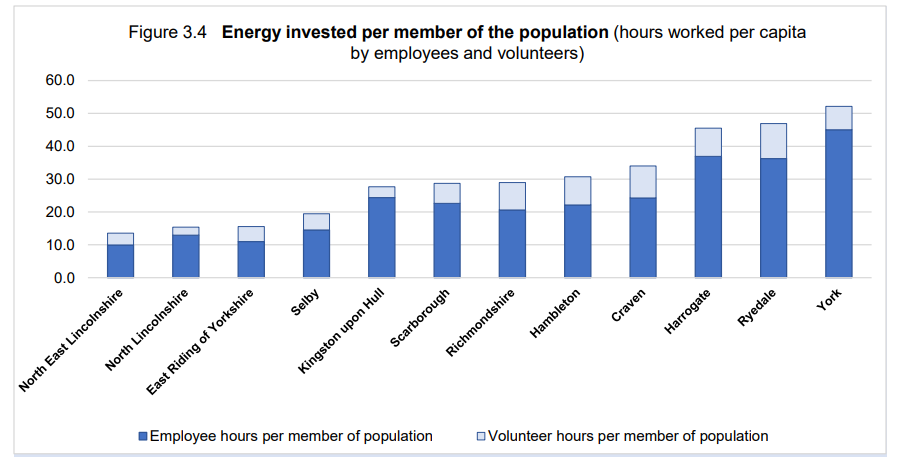 Figure 3.4 Energy invested per member of the population (hours worked per capita
by employees and volunteers)
60.0
50.0
40.0
30.0
20.0
10.0
0.0
North East Lincolnshire
North Lincolnshire
East Riding of Yorkshire
Selby
Kingston upon Hull
Scarborough
Richmondshire
Hambleton
Craven
Harrogate
Ryedale
York
Employee hours per member of population
Volunteer hours per member of population